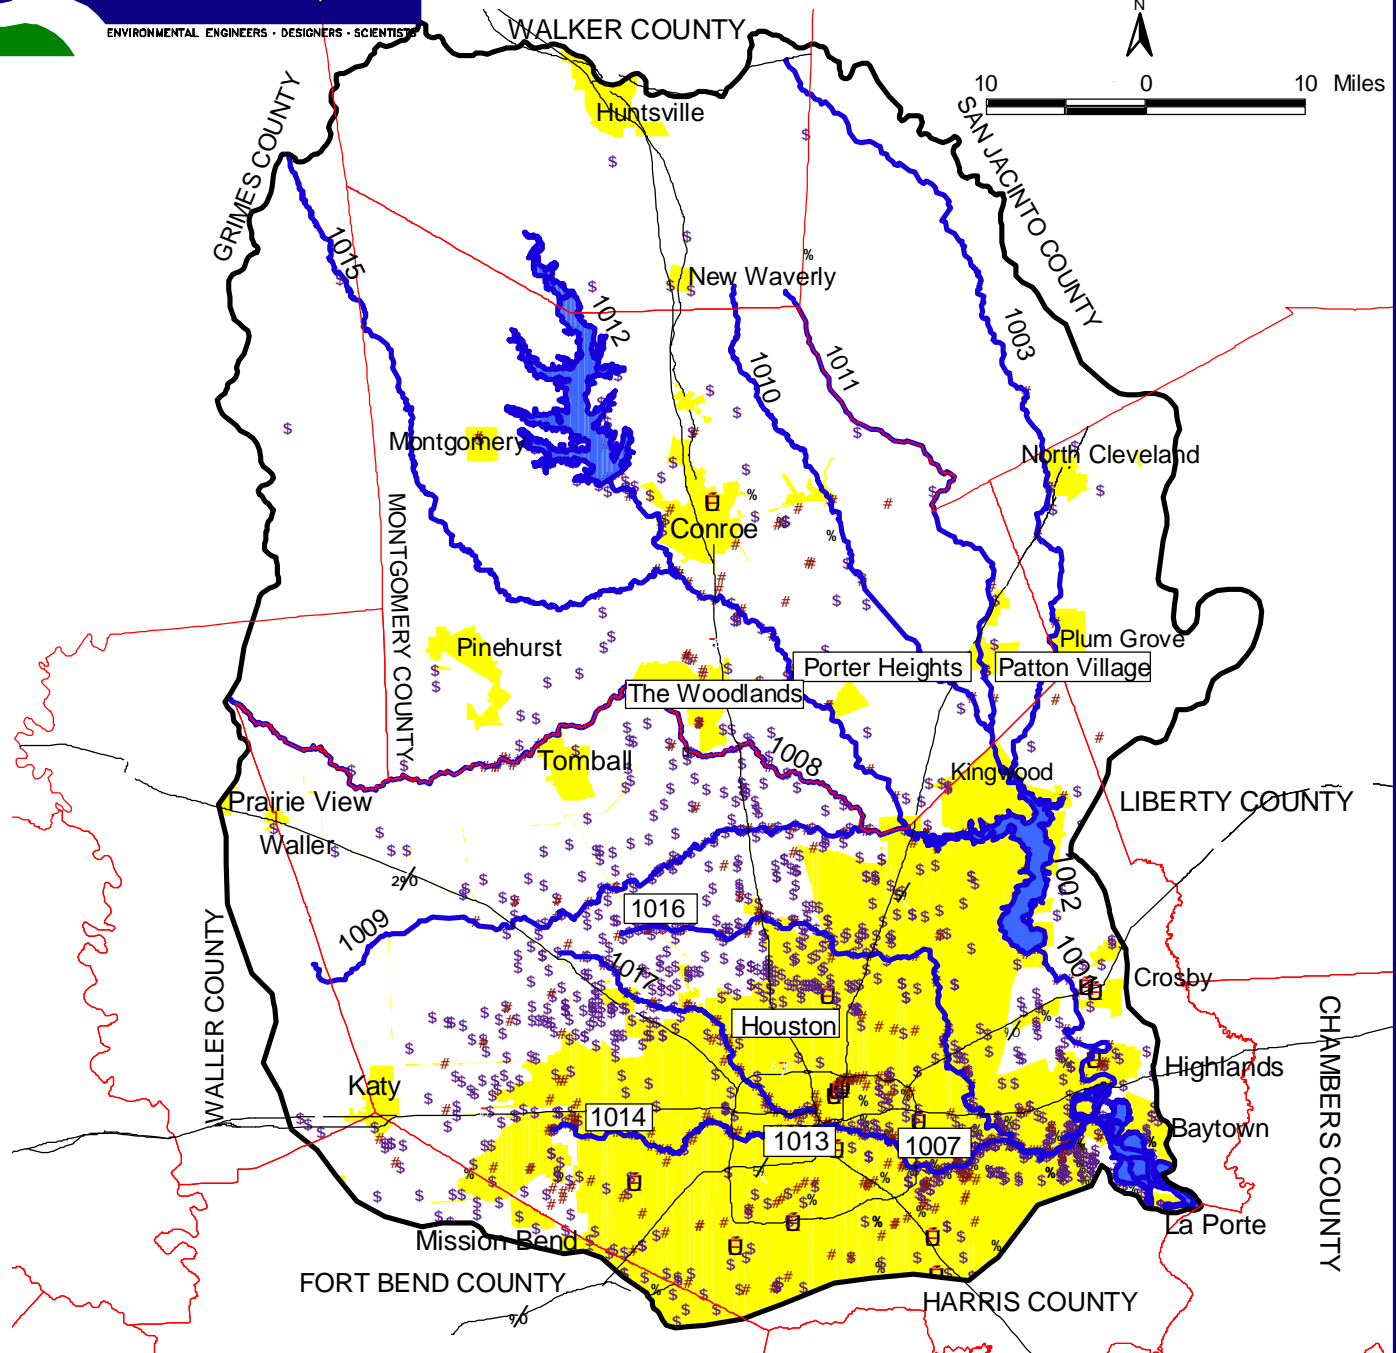 ENVIRONMENTAL ENGINEERS · DESIGNERS · SCIENTISTS
WALKER COUNTY
N
10 0 10 Miles
Huntsville
GRIMES COUNTY
SAN JACINTO COUNTY
1015
New Waverly
1012
1003
1011
1010
Montgomery
North Cleveland
MONTGOMERY COUNTY
Conroe
Pinehurst
Plum Grove
Porter Heights
Patton Village
The Woodlands
Tomball
1008
Kingwood
Prairie View
LIBERTY COUNTY
Waller
1002
1016
1009
1017
1001
Crosby
WALLER COUNTY
CHAMBERS COUNTY
Houston
Highlands
Katy
1014
1013
1007
Baytown
La Porte
Mission Bend
FORT BEND COUNTY
HARRIS COUNTY